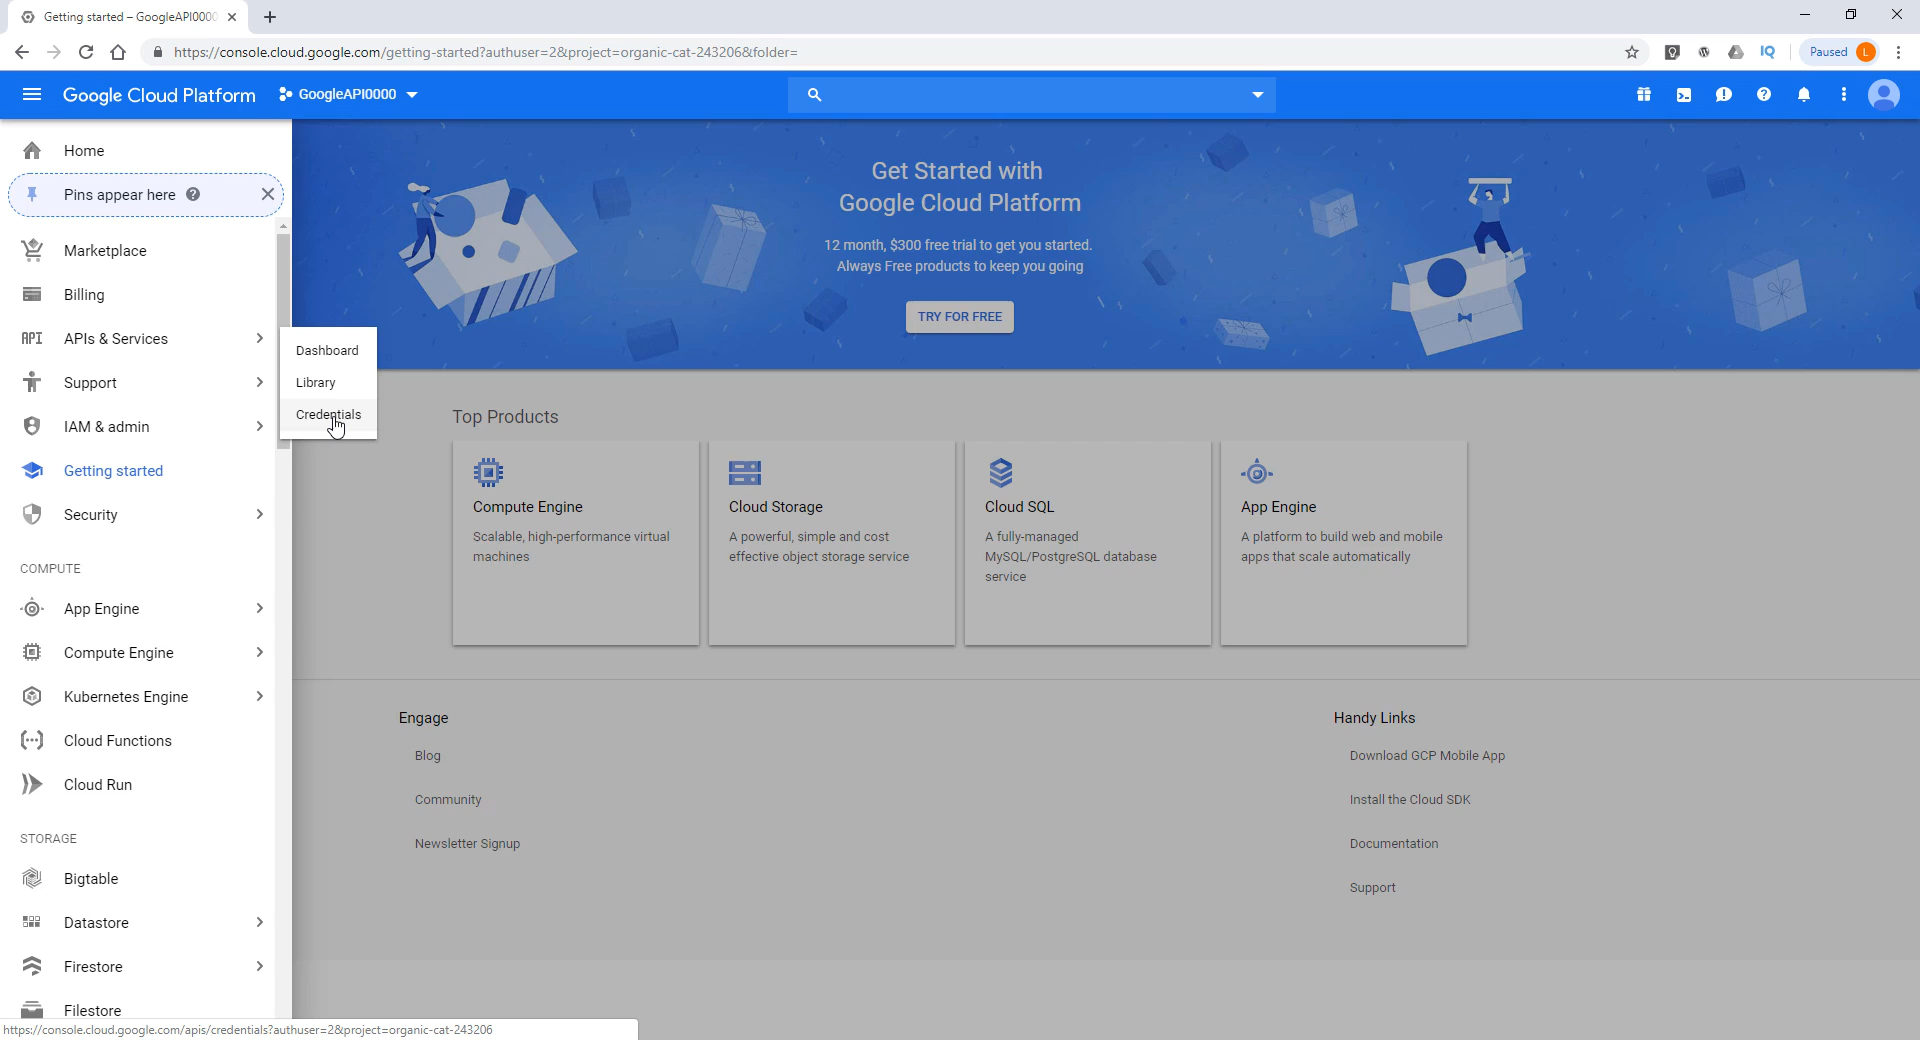 Getting started – GoogleAPI0000
https://console.cloud.google.com/getting-started?authuser=2&project=organic-cat-243206&folder=
Paused
L
Google Cloud Platform
GoogleAPI0000
Home
Pins appear here
Marketplace
Billing
API
APIs & Services
Support
IAM & admin
Getting started
Security
COMPUTE
App Engine
Compute Engine
Kubernetes Engine
Cloud Functions
Cloud Run
STORAGE
Bigtable
Datastore
Firestore
Filestore
Dashboard
Library
Credentials
Get Started with
Google Cloud Platform
12 month, $300 free trial to get you started.
Always Free products to keep you going
TRY FOR FREE
Top Products
Compute Engine
Scalable, high-performance virtual
machines
Cloud Storage
A powerful, simple and cost
effective object storage service
Cloud SQL
A fully-managed
MySQL/PostgreSQL database
service
App Engine
A platform to build web and mobile
apps that scale automatically
Engage
Blog
Community
Newsletter Signup
Handy Links
Download GCP Mobile App
Install the Cloud SDK
Documentation
Support
https://console.cloud.google.com/apis/credentials?authuser=2&project=organic-cat-243206